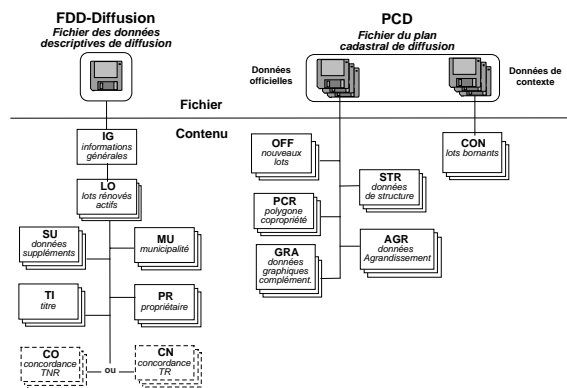 FDD-Diffusion
Fichier des données
descriptives de diffusion
PCD
Fichier du plan
cadastral de diffusion
Données
officielles
Données de
contexte
Fichier
Contenu
IG
informations
générales
LO
lots rénovés
actifs
SU
données
suppléments
MU
municipalité
TI
titre
PR
propriétaire
CO
concordance
TNR
ou
CN
concordance
TR
OFF
nouveaux
lots
CON
lots bornants
STR
données
de structure
PCR
polygone
copropriété
GRA
données
graphiques
complément.
AGR
données
Agrandissement